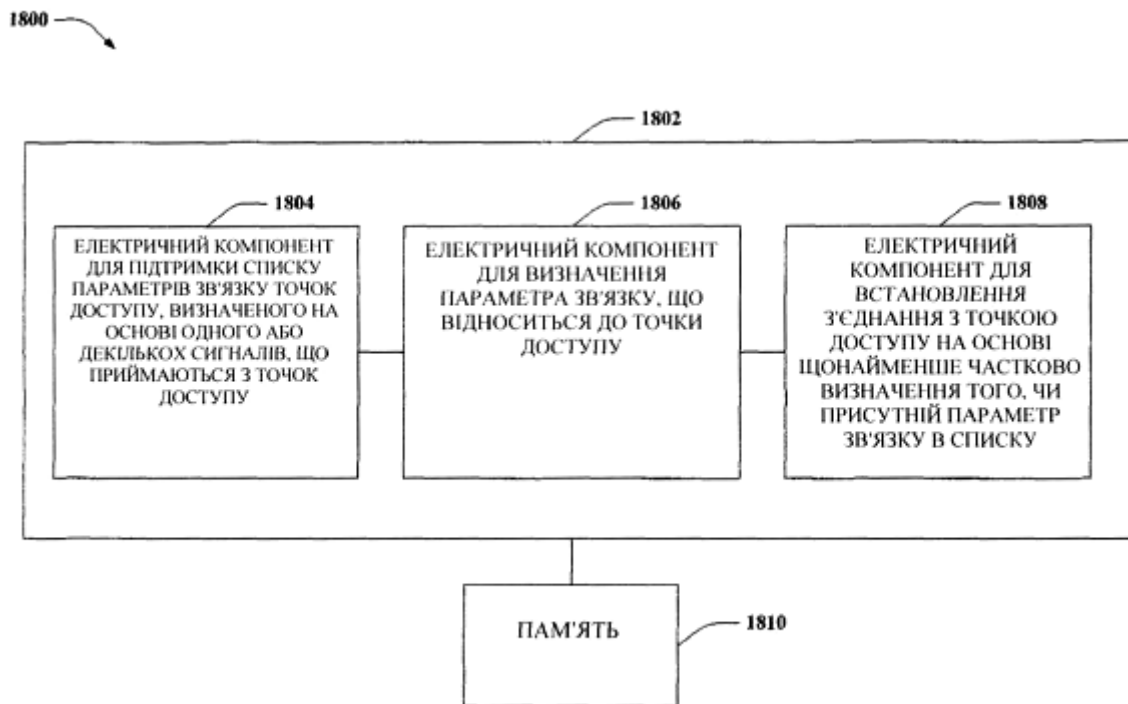 1800
1802
1804
ЕЛЕКТРИЧНИЙ КОМПОНЕНТ
ДЛЯ ПІДТРИМКИ СПИСКУ
ПАРАМЕТРІВ ЗВ'ЯЗКУ ТОЧОК
ДОСТУПУ, ВИЗНАЧЕНОГО НА
ОСНОВІ ОДНОГО АБО
ДЕКІЛЬКОХ СИГНАЛІВ, ЩО
ПРИЙМАЮТЬСЯ З ТОЧОК
ДОСТУПУ
1806
ЕЛЕКТРИЧНИЙ КОМПОНЕНТ
ДЛЯ ВИЗНАЧЕННЯ
ПАРАМЕТРА ЗВ'ЯЗКУ, ЩО
ВІДНОСИТЬСЯ ДО ТОЧКИ
ДОСТУПУ
1808
ЕЛЕКТРИЧНИЙ
КОМПОНЕНТ ДЛЯ
ВСТАНОВЛЕННЯ
З'ЄДНАННЯ З ТОЧКОЮ
ДОСТУПУ НА ОСНОВІ
ЩОНАЙМЕНШЕ ЧАСТКОВО
ВИЗНАЧЕННЯ ТОГО, ЧИ
ПРИСУТНІЙ ПАРАМЕТР
ЗВ'ЯЗКУ В СПИСКУ
ПАМ'ЯТЬ
1810